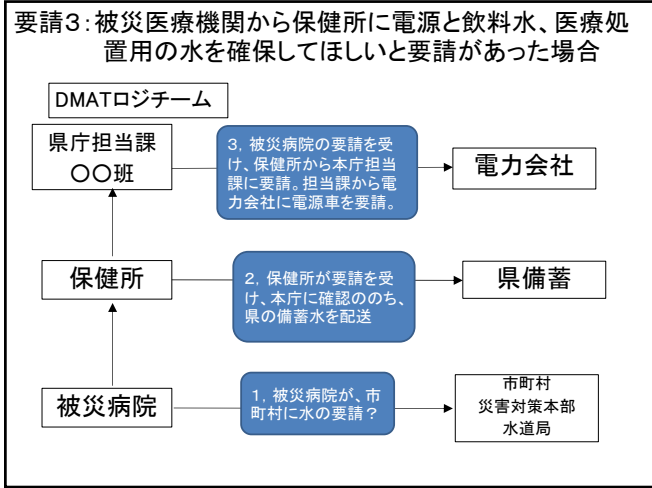 要請3：被災医療機関から保健所に電源と飲料水、医療処
置用の水を確保してほしいと要請があった場合
DMATロジチーム
県庁担当課
〇〇班
3，被災病院の要請を受
け、保健所から本庁担当
課に要請。担当課から電
力会社に電源車を要請。
電力会社
保健所
2，保健所が要請を受
け、本庁に確認ののち、
県の備蓄水を配送
県備蓄
被災病院
1，被災病院が、市
町村に水の要請？
市町村
災害対策本部
水道局